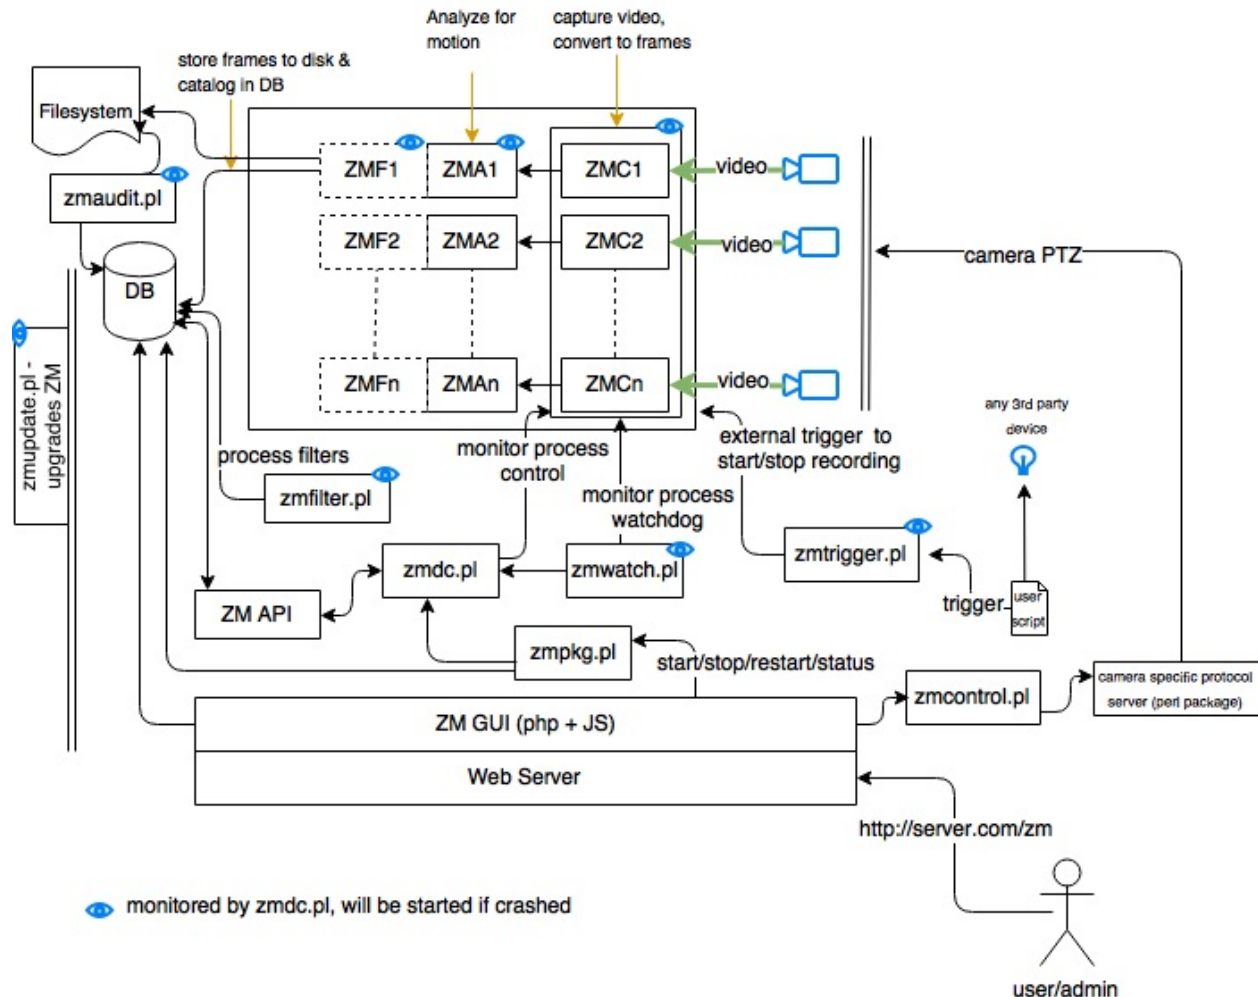 Analyze for
motion
capture video,
convert to frames
store frames to disk &
catalog in DB
Filesystem
ZMF1
ZMA1
ZMC1
video
zmaudit.pl
ZMF2
ZMA2
ZMC2
video
camera PTZ
DB
zmupdate.pl -
upgrades ZM
ZMFn
ZMAn
ZMCn
video
any 3rd party
device
monitor process
control
external trigger to
start/stop recording
process filters
zmfilter.pl
monitor process
watchdog
zmdc.pl
zmwatch.pl
zmtrigger.pl
ZM API
trigger
user
script
zmpkg.pl
start/stop/restart/status
camera specific protocol
server (perl package)
zmcontrol.pl
ZM GUI (php + JS)
Web Server
http://server.com/zm
monitored by zmdc.pl, will be started if crashed
user/admin